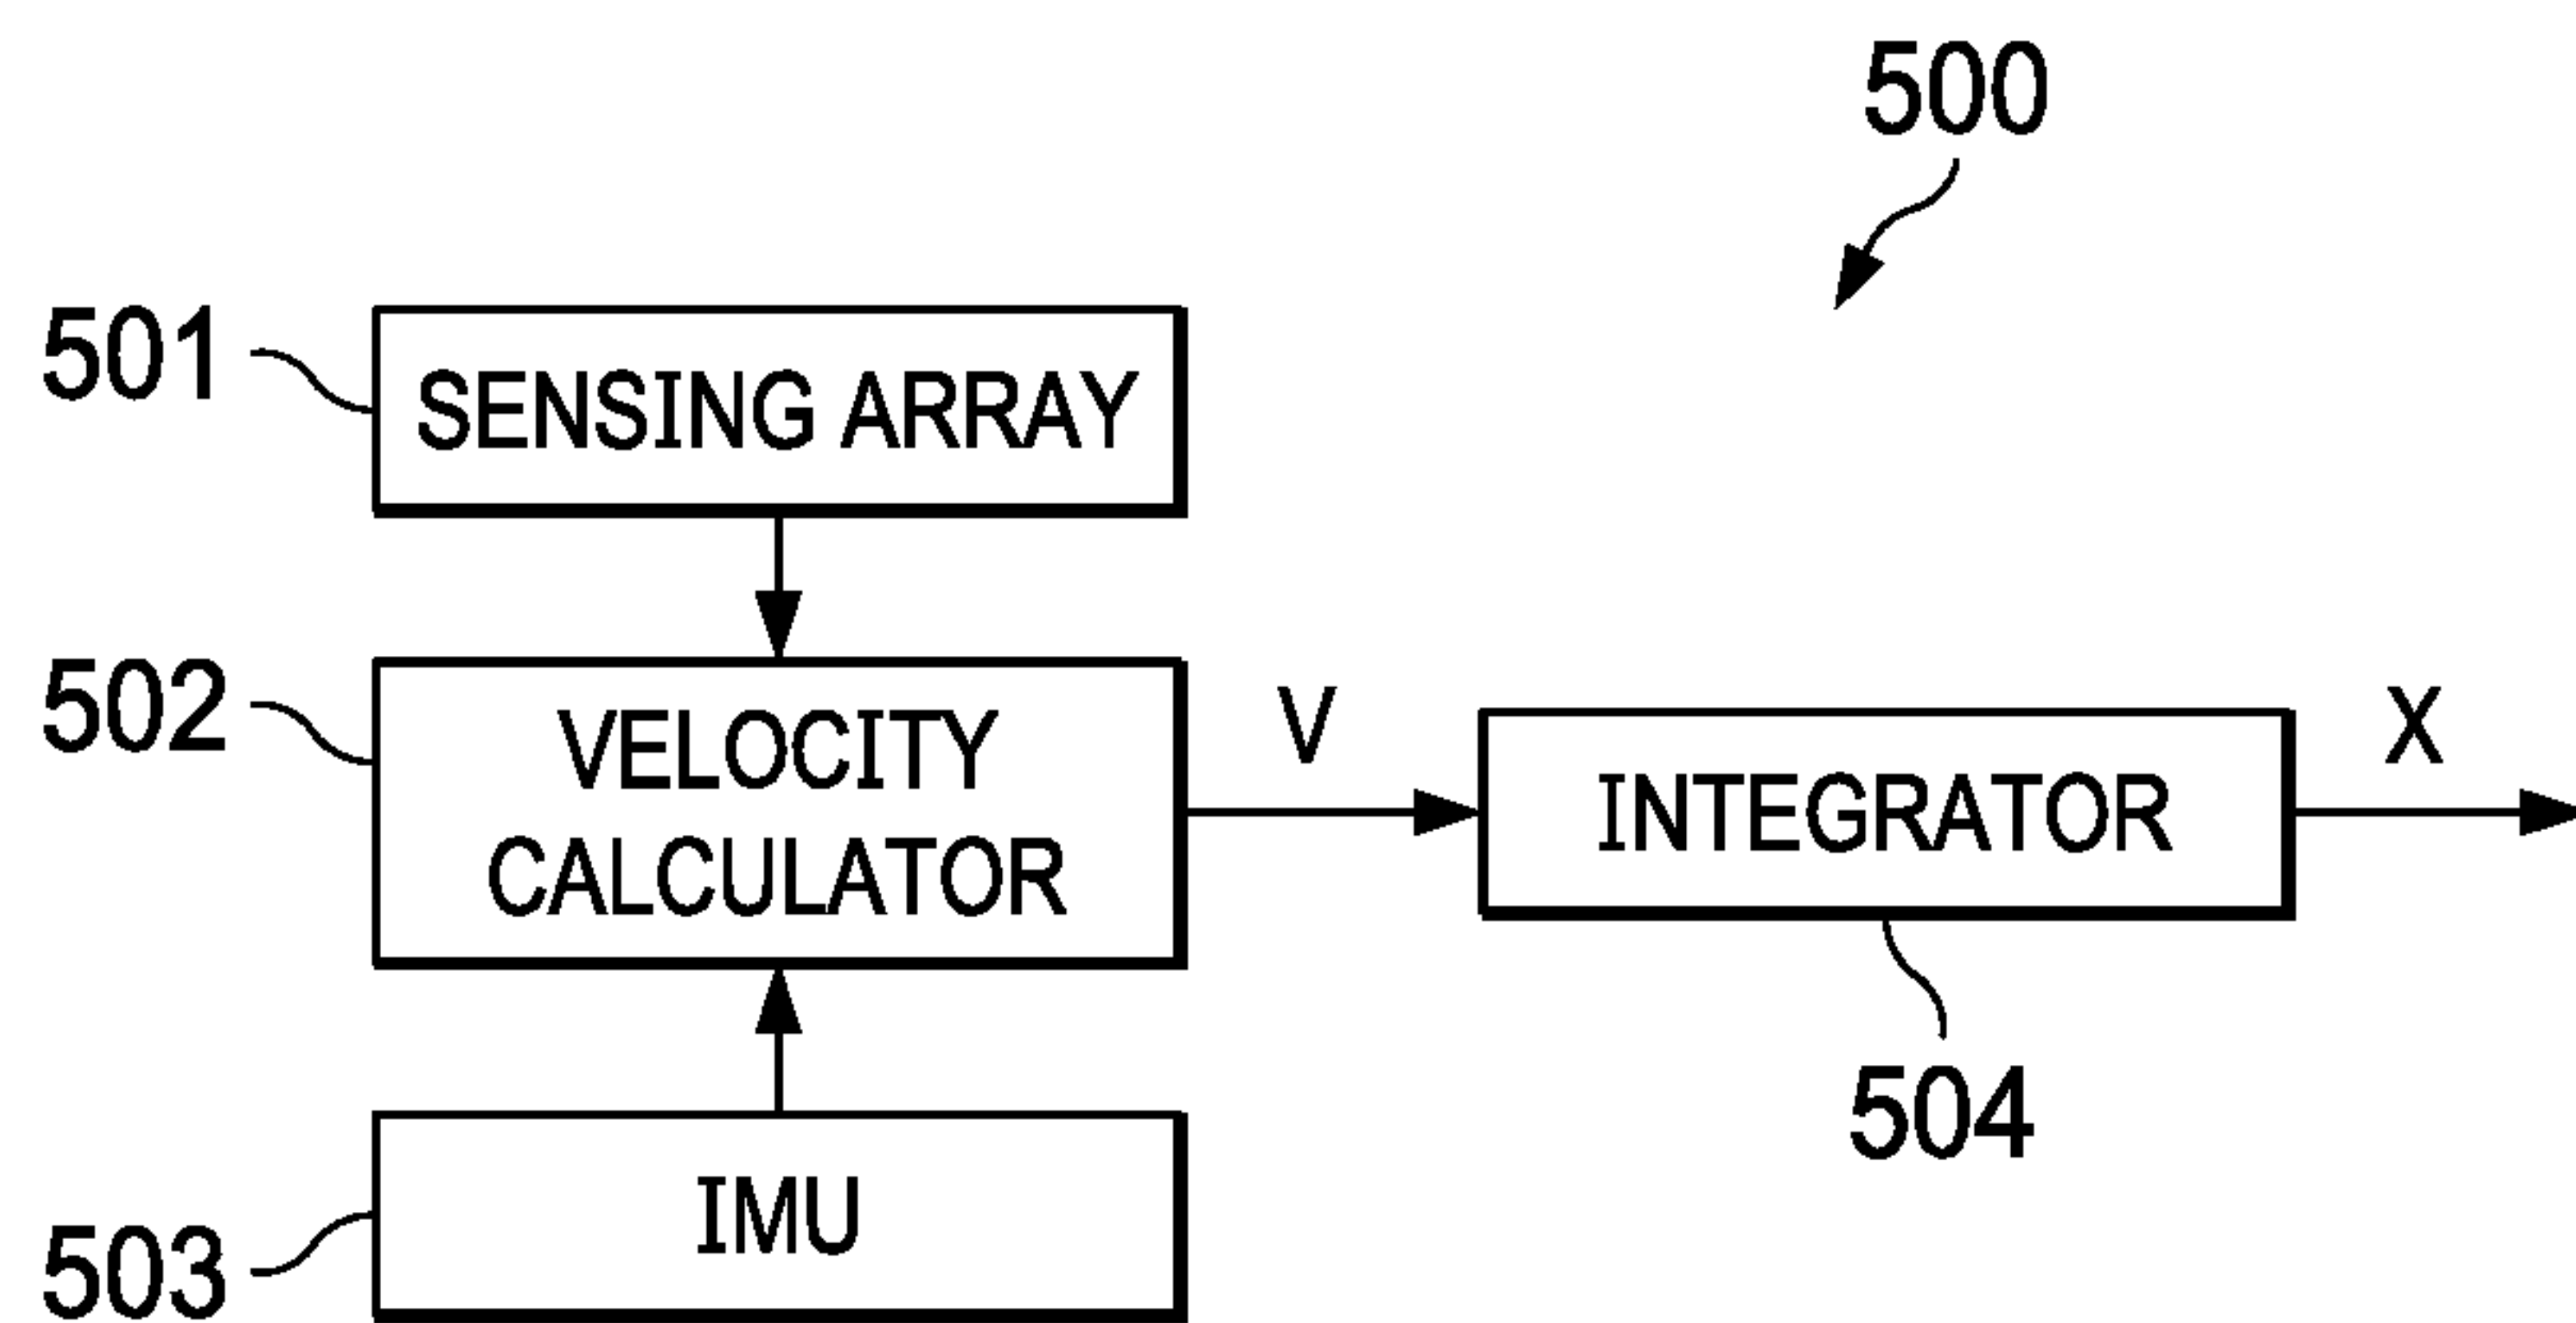 500
501
SENSING ARRAY
502
VELOCITY
CALCULATOR
V
INTEGRATOR
X
504
503
IMU